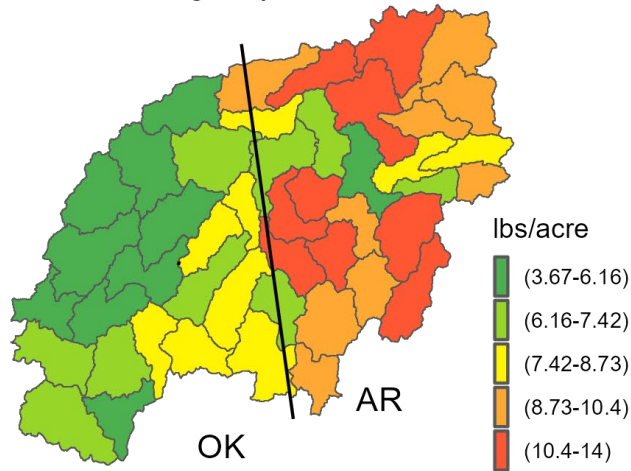 lbs/acre
(3.67-6.16)
(6.16-7.42)
(7.42-8.73)
(8.73-10.4)
(10.4-14)
AR
OK